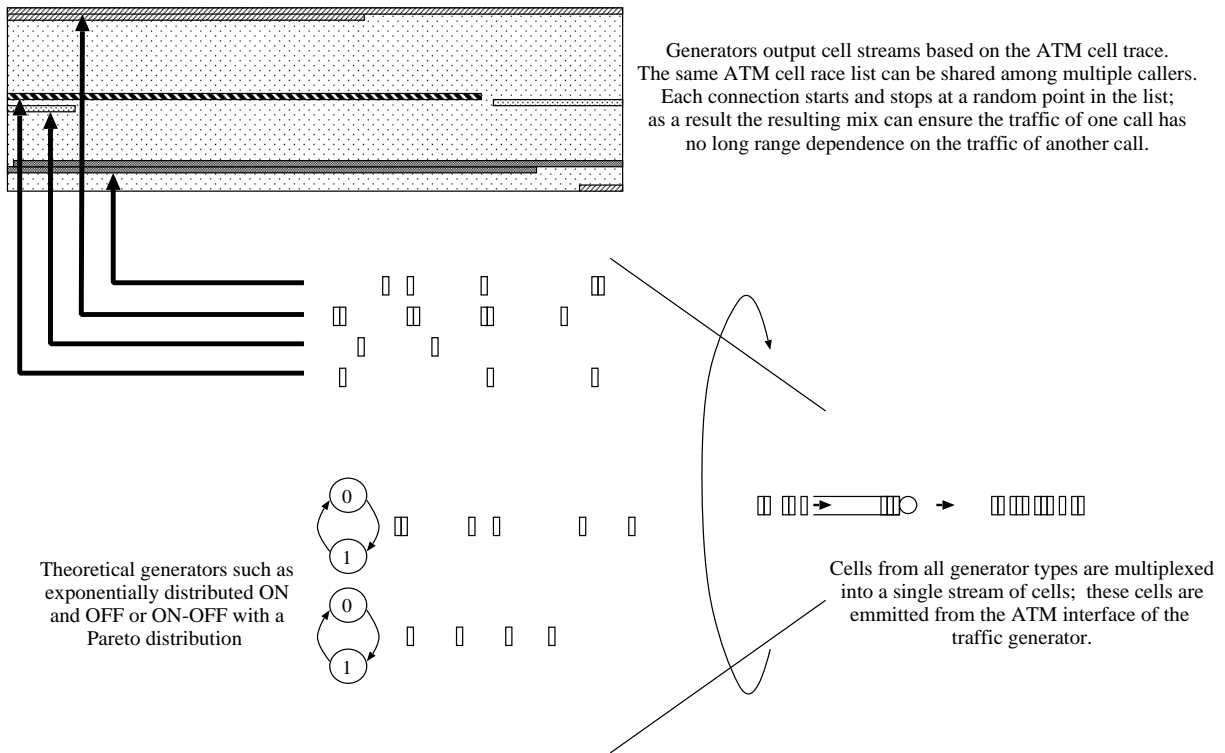 Generators output cell streams based on the ATM cell trace.
The same ATM cell race list can be shared among multiple callers.
Each connection starts and stops at a random point in the list;
as a result the resulting mix can ensure the traffic of one call has
no long range dependence on the traffic of another call.
0
1
Theoretical generators such as
exponentially distributed ON
and OFF or ON-OFF with a
Pareto distribution
0
1
Cells from all generator types are multiplexed
into a single stream of cells; these cells are
emmitted from the ATM interface of the
traffic generator.